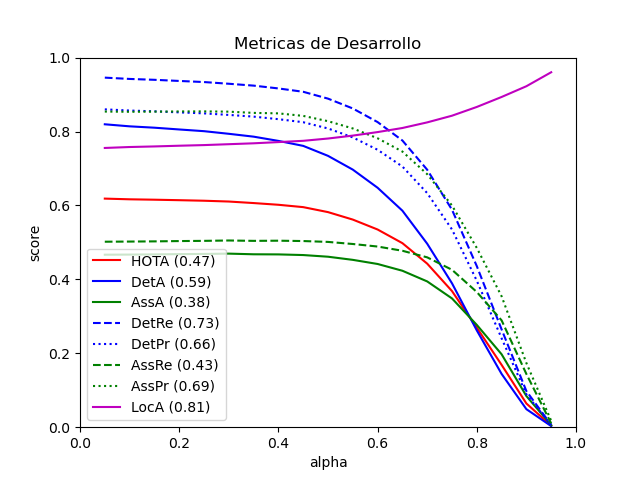 Metricas de Desarrollo
1.0
0.8
0.6
0.4
0.2
0.0
score
HOTA (0.47)
DetA (0.59)
AssA (0.38)
DetRe (0.73)
DetPr (0.66)
AssRe (0.43)
AssPr (0.69)
LocA (0.81)
0.0 0.2 0.4 0.6 0.8 1.0
alpha